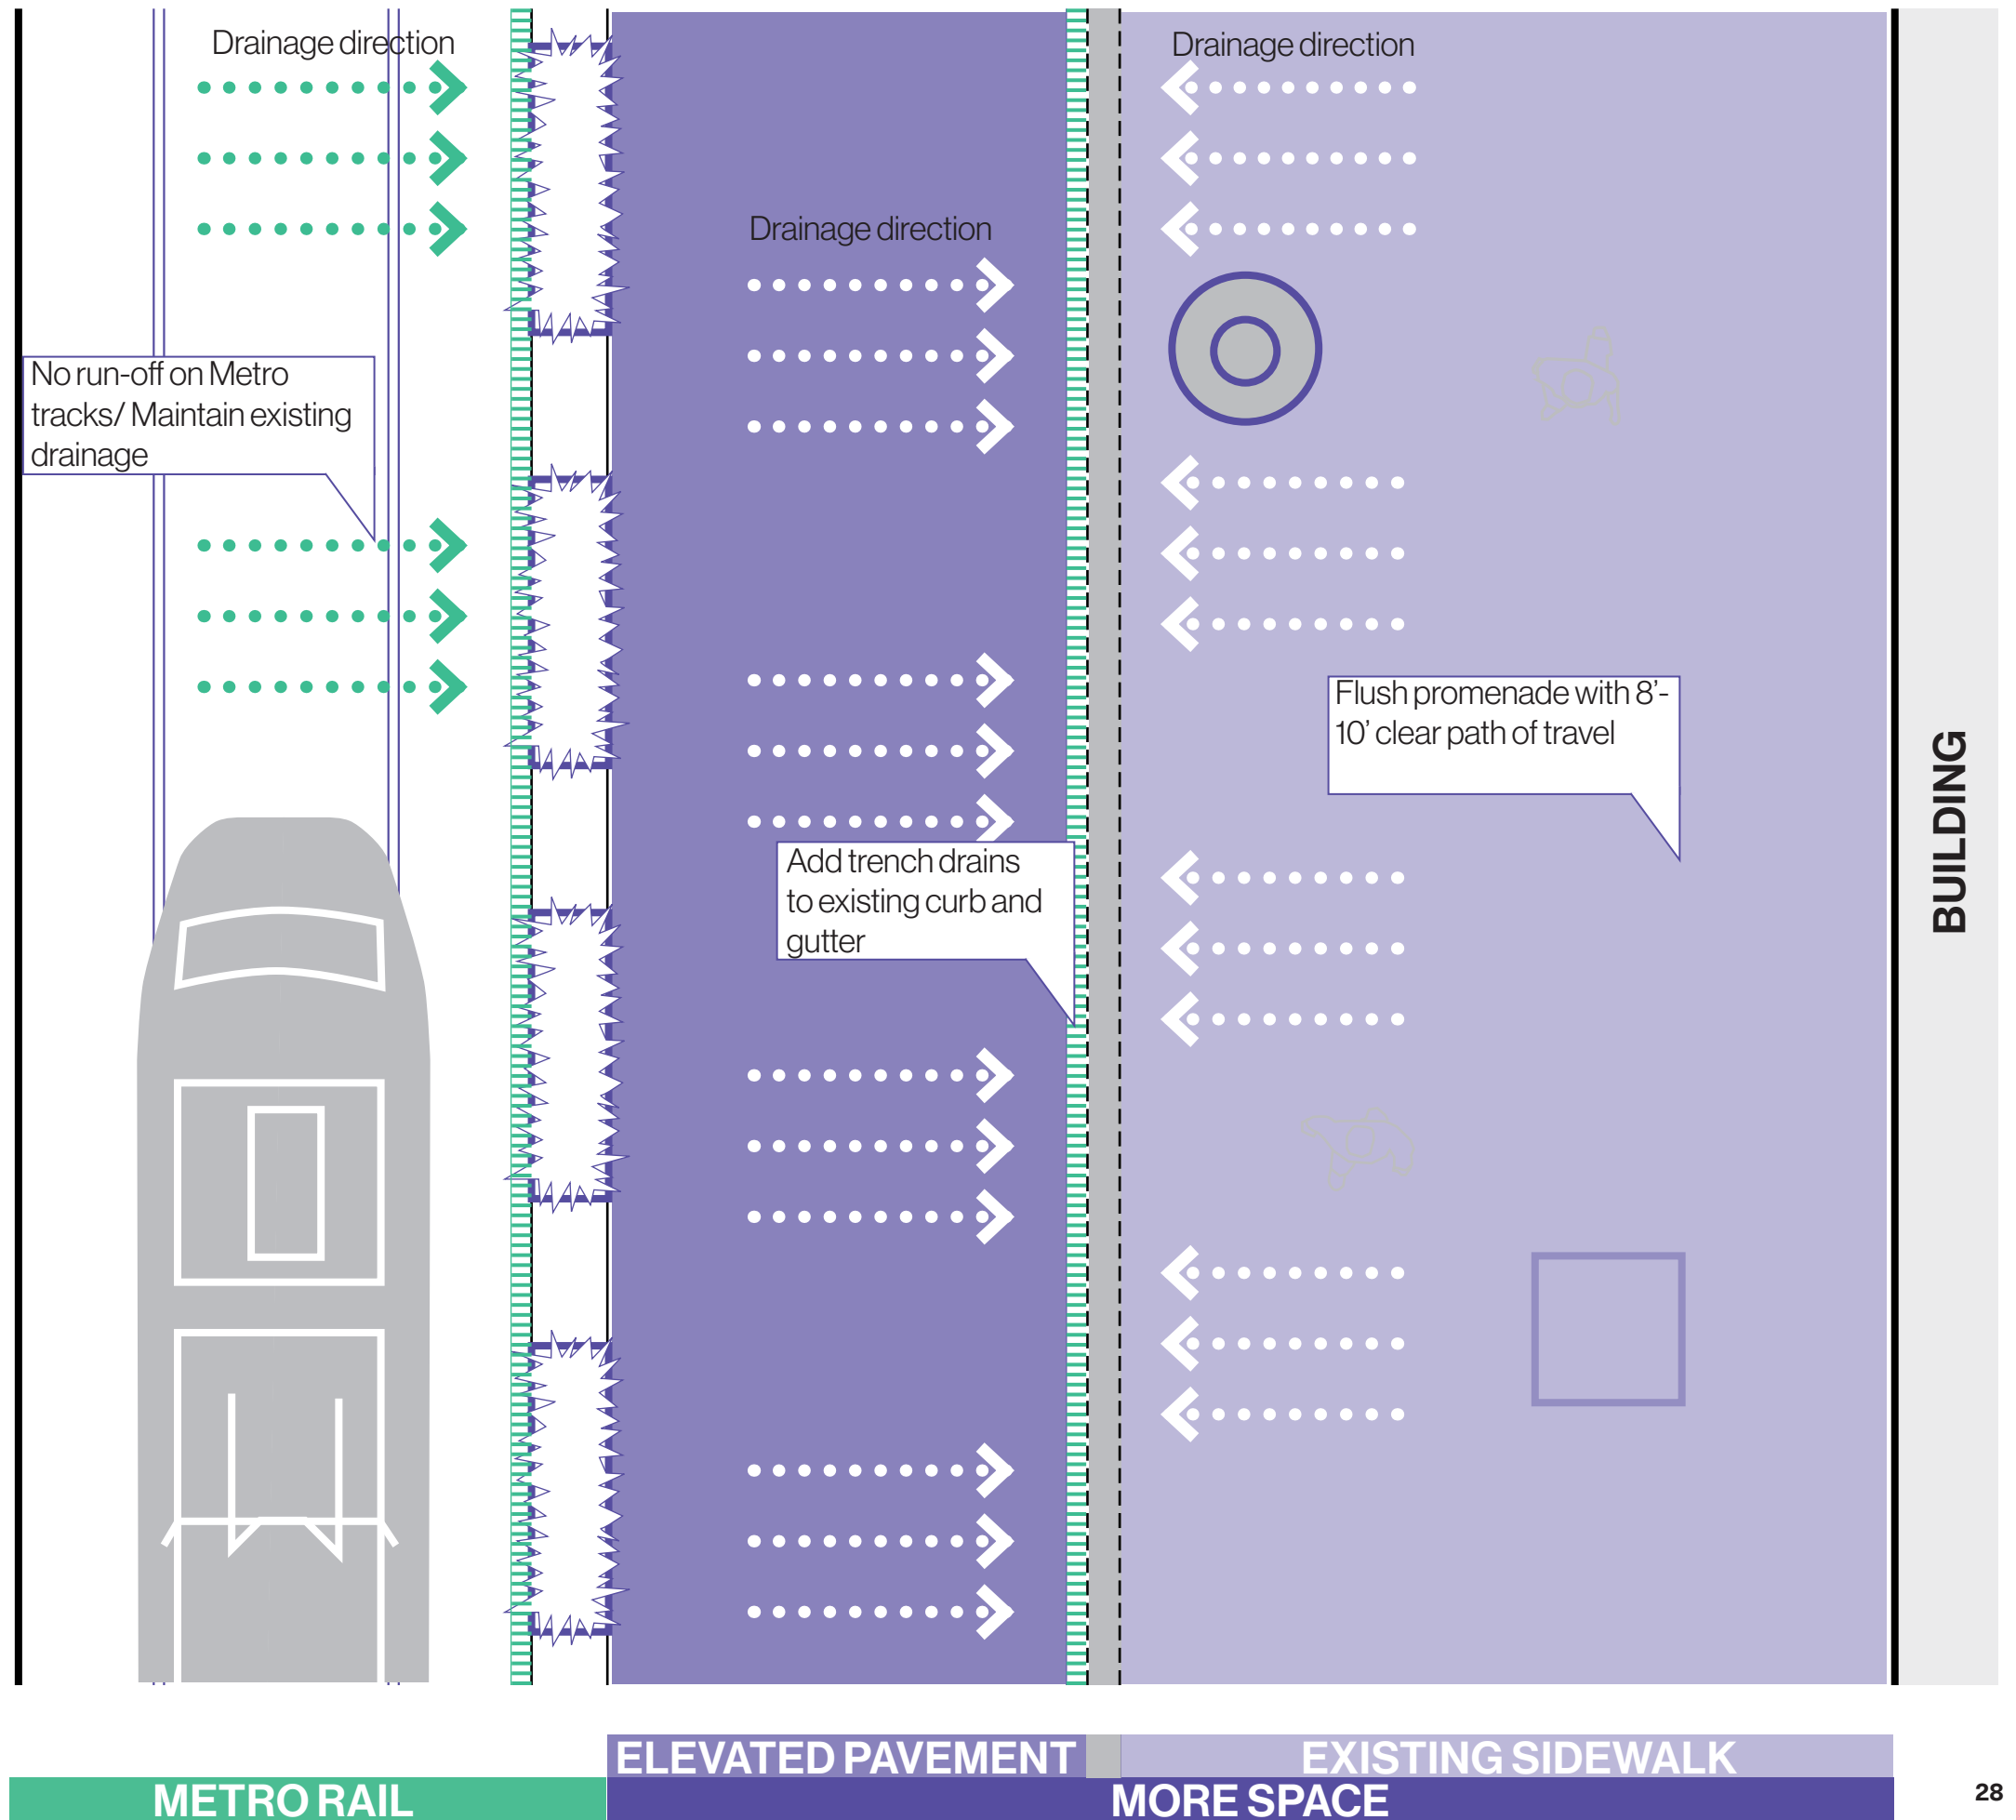 Drainage direction
Drainage direction
Drainage direction
No run-off on Metro
tracks/ Maintain existing
drainage
Flush promenade with 8’-
10’ clear path of travel
Add trench drains
to existing curb and
gutter
BUILDING
ELEVATED PAVEMENT
EXISTING SIDEWALK
METRO RAIL
MORE SPACE
28